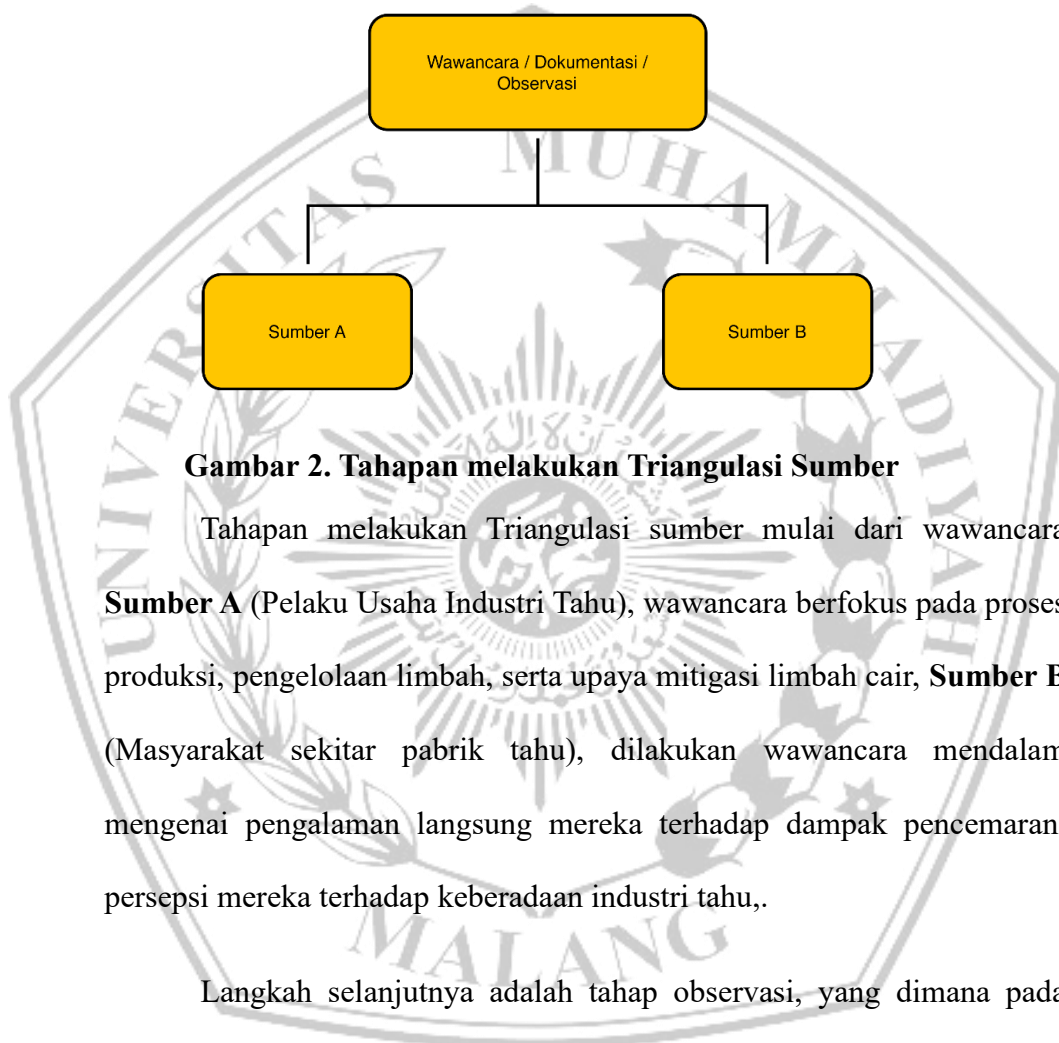 Wawancara / Dokumentasi /
Observasi
Sumber A
Sumber B
Gambar 2. Tahapan melakukan Triangulasi Sumber
Tahapan melakukan Triangulasi sumber mulai dari wawancara
Sumber A (Pelaku Usaha Industri Tahu), wawancara berfokus pada proses
produksi, pengelolaan limbah, serta upaya mitigasi limbah cair, Sumber B
(Masyarakat sekitar pabrik tahu), dilakukan wawancara mendalam
mengenai pengalaman langsung mereka terhadap dampak pencemaran
persepsi mereka terhadap keberadaan industri tahu,.
Langkah selanjutnya adalah tahap observasi, yang dimana pada
UNIVERSITAS MUHAMMADIYAH
MALANG